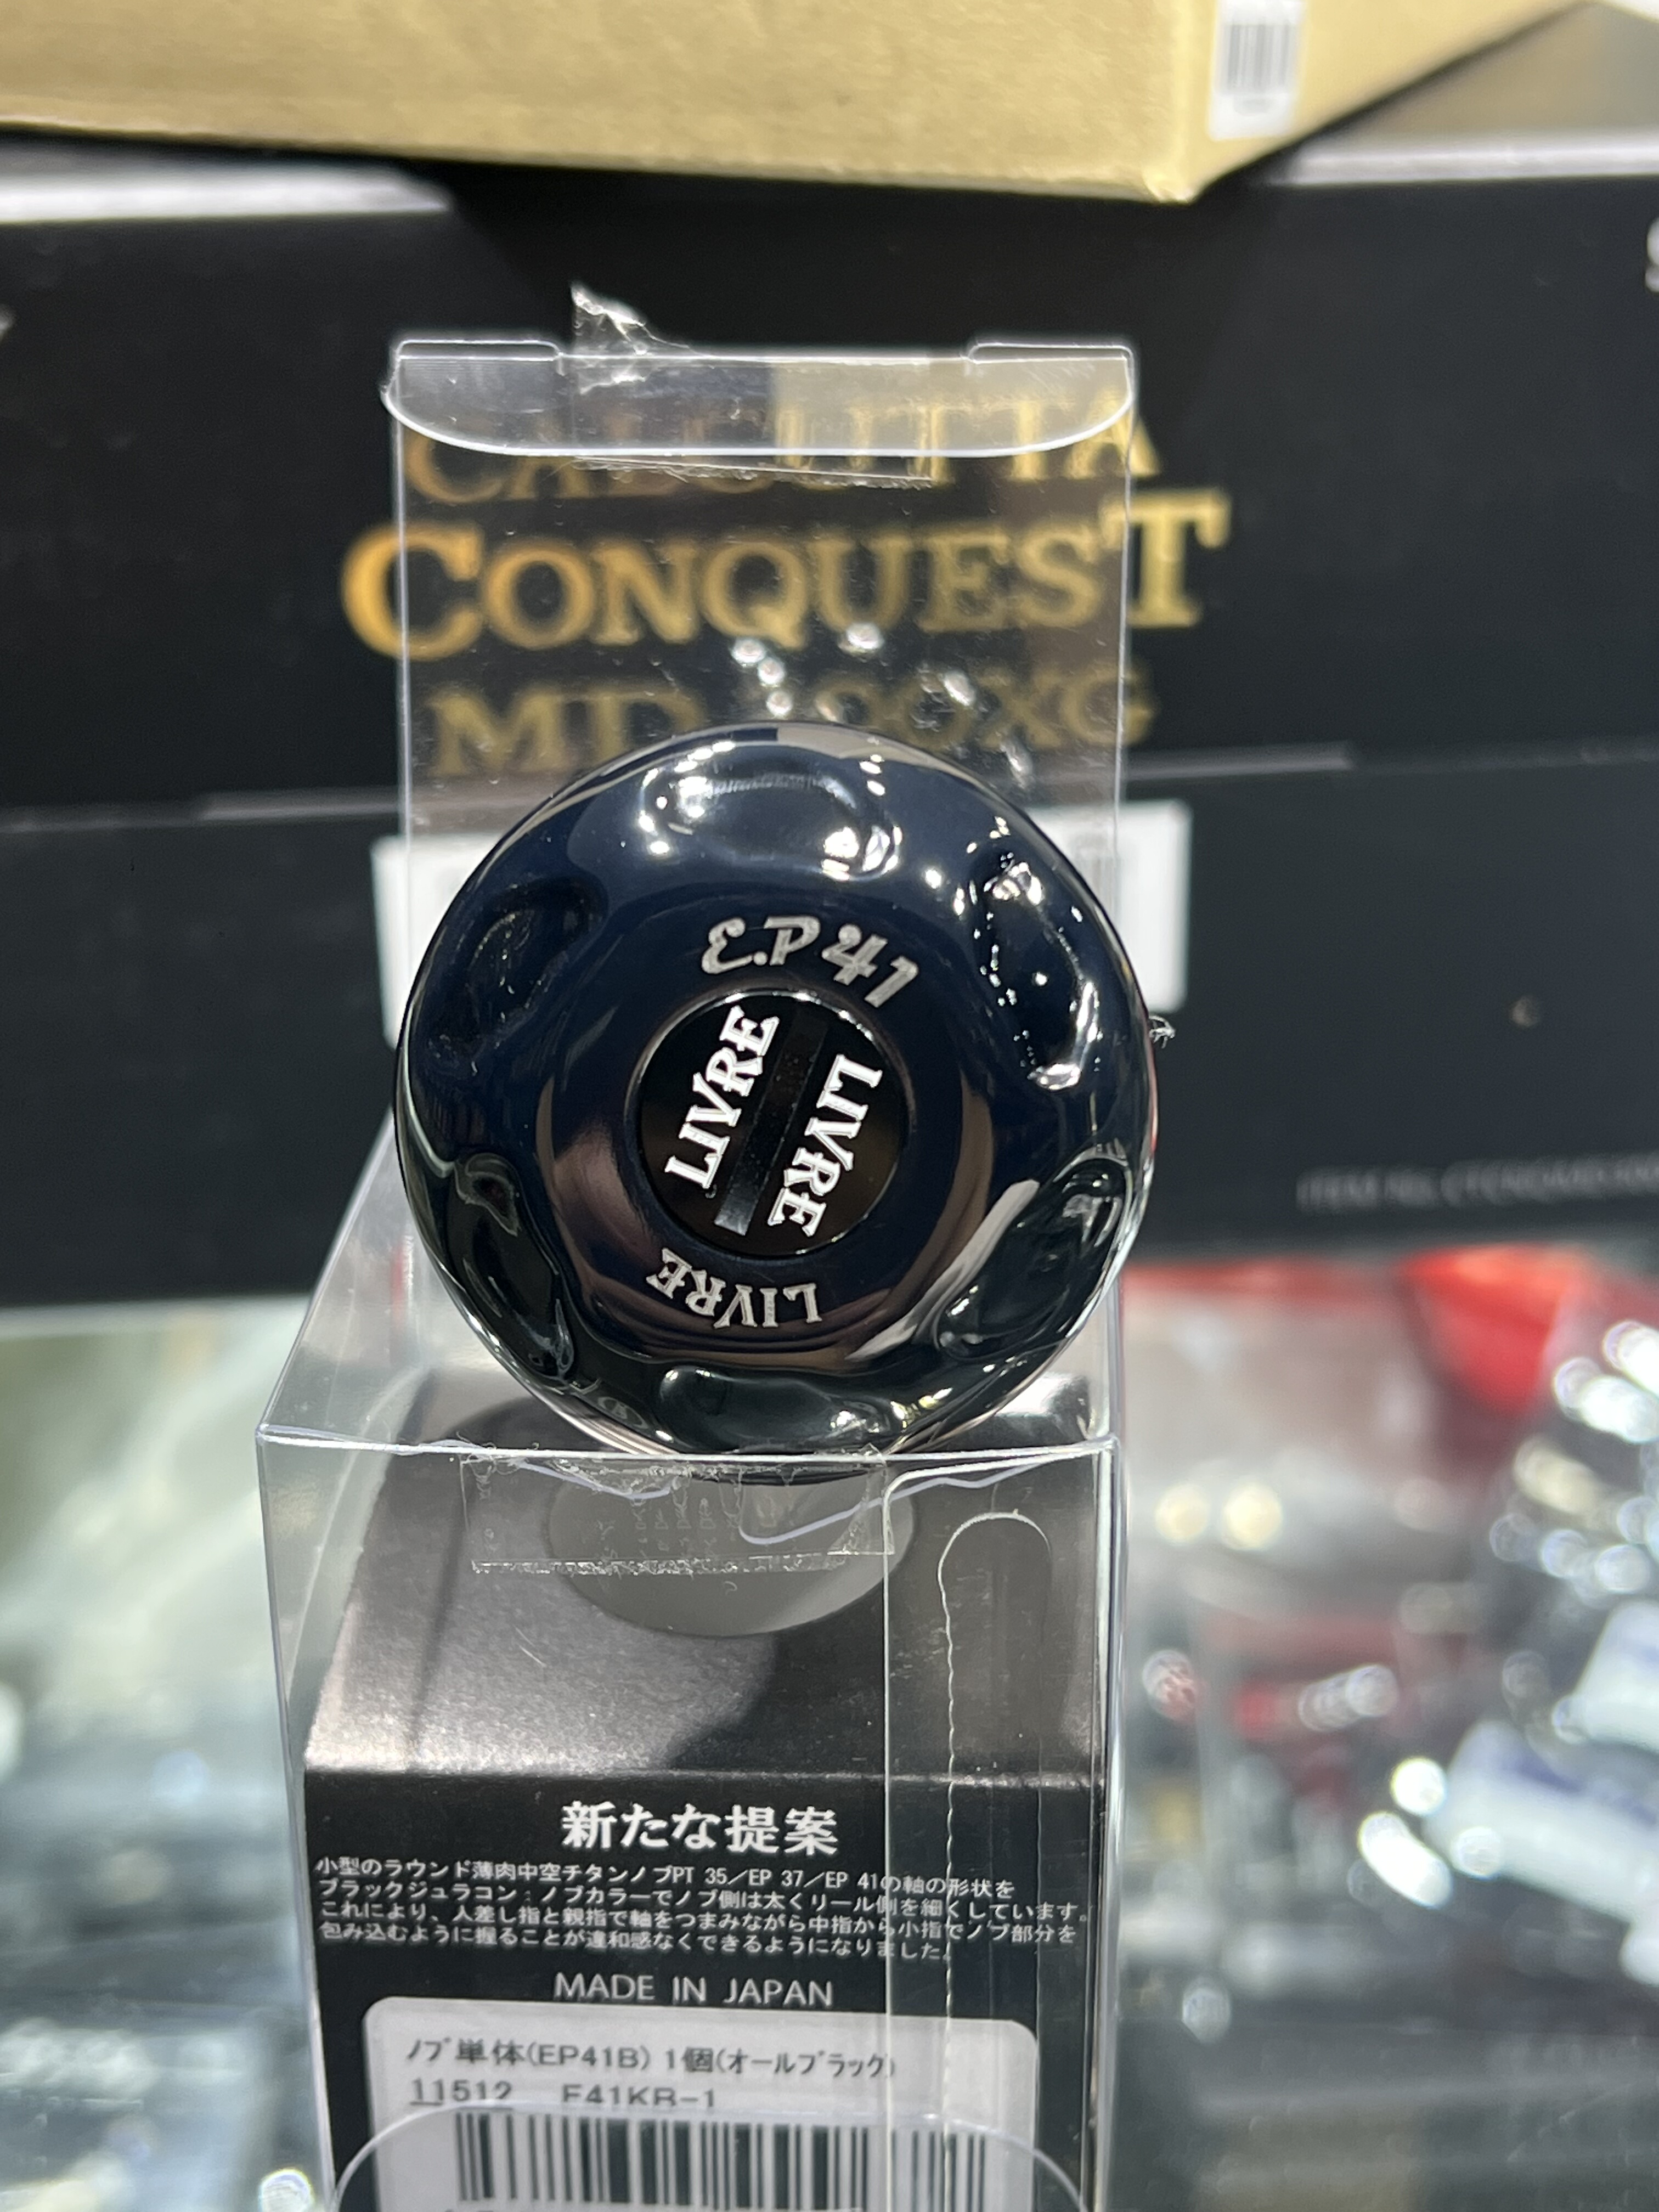 CALCUTTA
CONQUEST
MD
E.P 41
LIVRE
LIVRE
LIVRE
新たな提案
小型のラウンド薄肉中空チタンノブPT 35／EP 37／EP 41の軸の形状を
ブラックジュラコン・ノブカラーでノブ側は太くリール側を細くしています。
これにより、人差し指と親指で軸をつまみながら中指から小指でノブ部分を
包み込むように握ることが違和感なくできるようになりました。
MADE IN JAPAN
ﾉﾌﾞ単体(EP41B) 1個(ｵｰﾙﾌﾞﾗｯｸ)
11512 E41KB-1